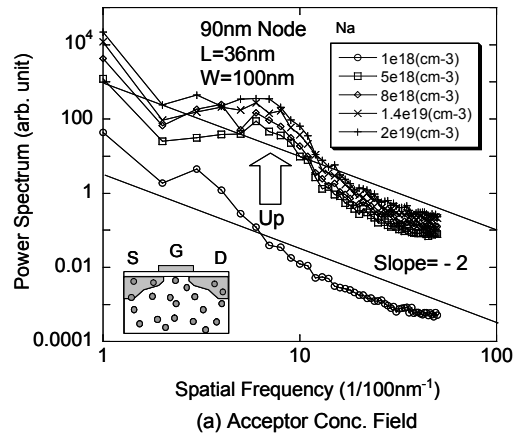 90nm Node
L=36nm
W=100nm
Na
1e18(cm-3)
5e18(cm-3)
8e18(cm-3)
1.4e19(cm-3)
2e19(cm-3)
Power Spectrum (arb. unit)
10^4
100
1
0.01
0.0001
Up
Slope= - 2
S
G
D
1
10
100
Spatial Frequency (1/100nm^-1)
(a) Acceptor Conc. Field